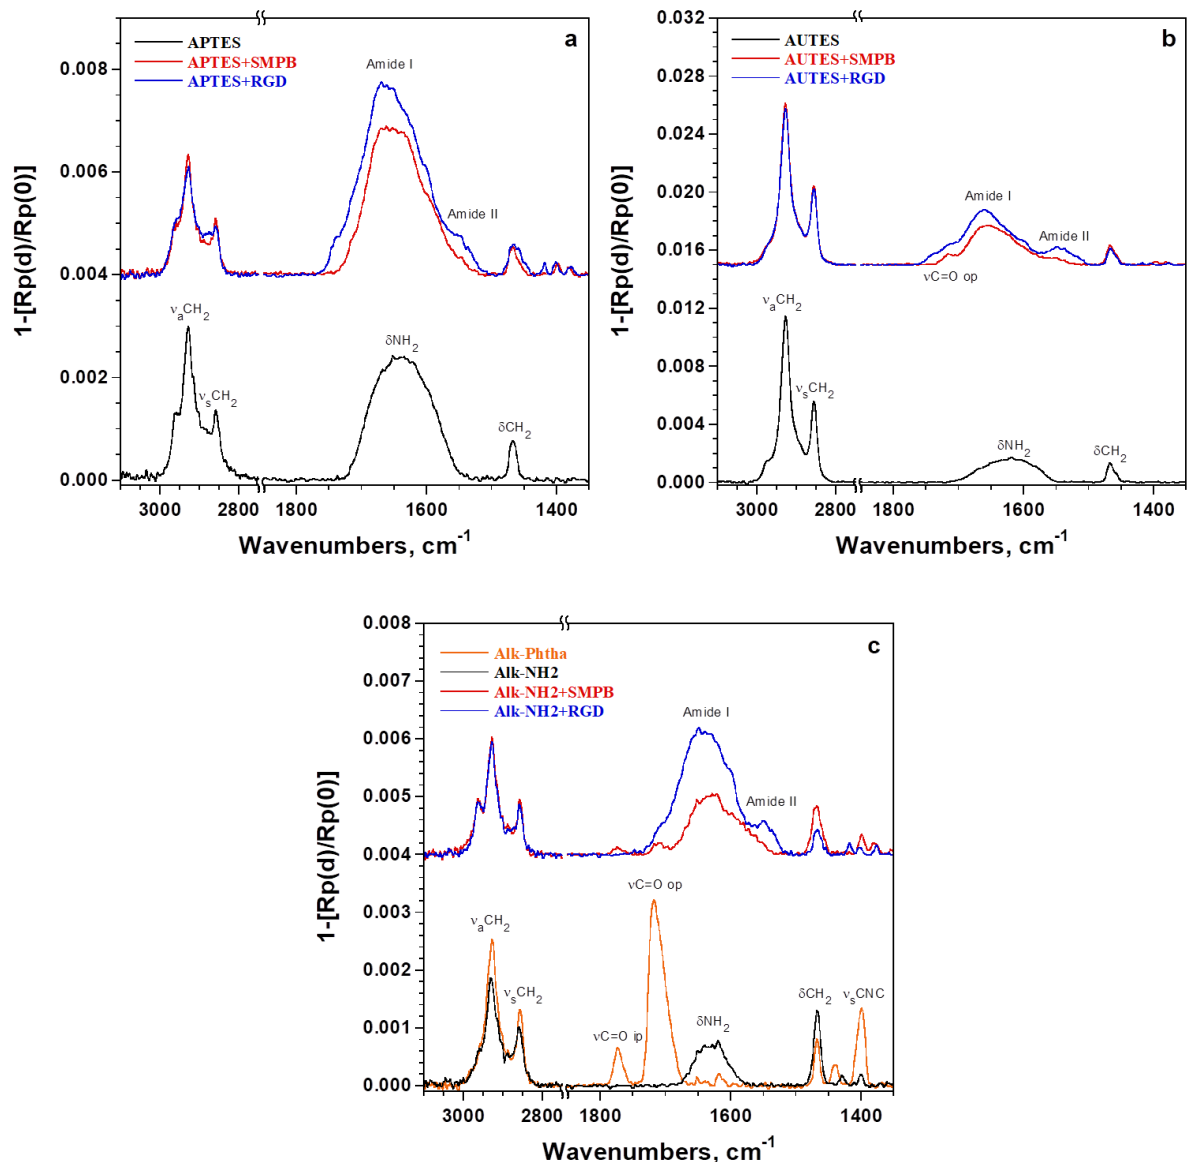 a
APTES
APTES+SMPB
APTES+RGD
Amide I
Amide II
νₐCH₂
νₛCH₂
δNH₂
δCH₂
0.008
0.006
0.004
0.002
0.000
3000 2800 1800 1600 1400
Wavenumbers, cm⁻¹
1-[Rp(d)/Rp(0)]
b
AUTES
AUTES+SMPB
AUTES+RGD
Amide I
Amide II
νC=O op
νₐCH₂
νₛCH₂
δNH₂
δCH₂
0.032
0.028
0.024
0.020
0.016
0.012
0.008
0.004
0.000
3000 2800 1800 1600 1400
Wavenumbers, cm⁻¹
1-[Rp(d)/Rp(0)]
c
Alk-Phtha
Alk-NH2
Alk-NH2+SMPB
Alk-NH2+RGD
Amide I
Amide II
νC=O op
νₐCH₂
νₛCH₂
νC=O ip
δNH₂
δCH₂
νₛCNC
0.008
0.007
0.006
0.005
0.004
0.003
0.002
0.001
0.000
3000 2800 1800 1600 1400
Wavenumbers, cm⁻¹
1-[Rp(d)/Rp(0)]